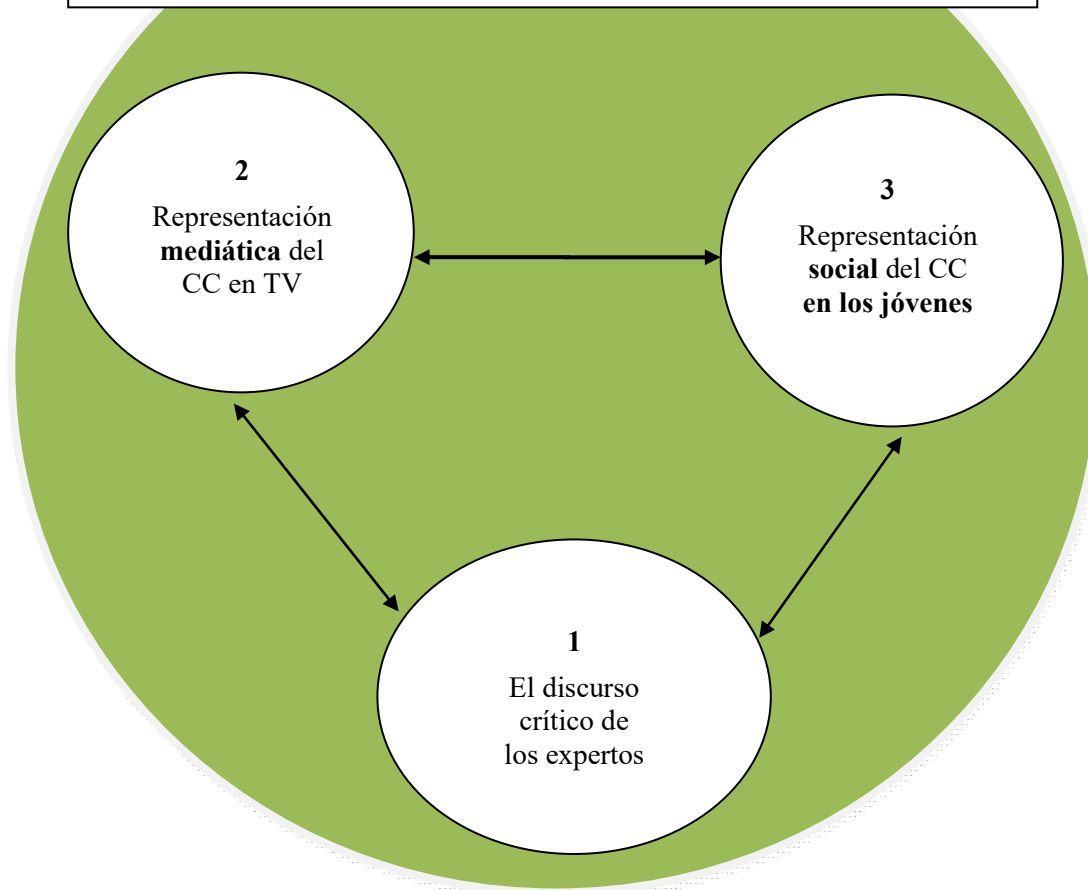 2
Representación
mediática del
CC en TV
3
Representación
social del CC
en los jóvenes
1
El discurso
crítico de
los expertos